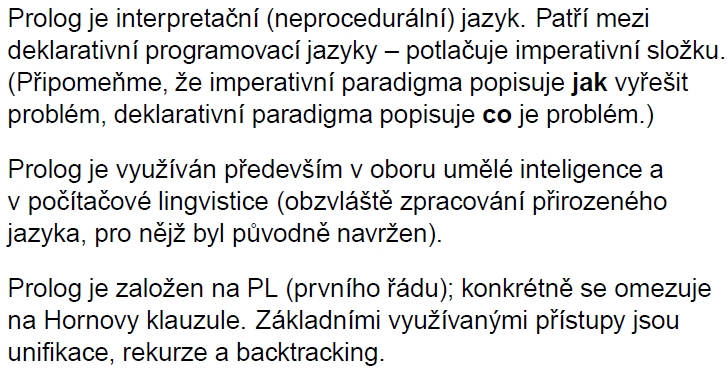 Prolog je interpretační (neprocedurální) jazyk. Patří mezi
deklarativní programovací jazyky – potlačuje imperativní složku.
(Připomeňme, že imperativní paradigma popisuje jak vyřešit
problém, deklarativní paradigma popisuje co je problém.)
Prolog je využíván především v oboru umělé inteligence a
v počítačové lingvistice (obzvláště zpracování přirozeného
jazyka, pro nějž byl původně navržen).
Prolog je založen na PL (prvního řádu); konkrétně se omezuje
na Hornovy klauzule. Základními využívanými přístupy jsou
unifikace, rekurze a backtracking.